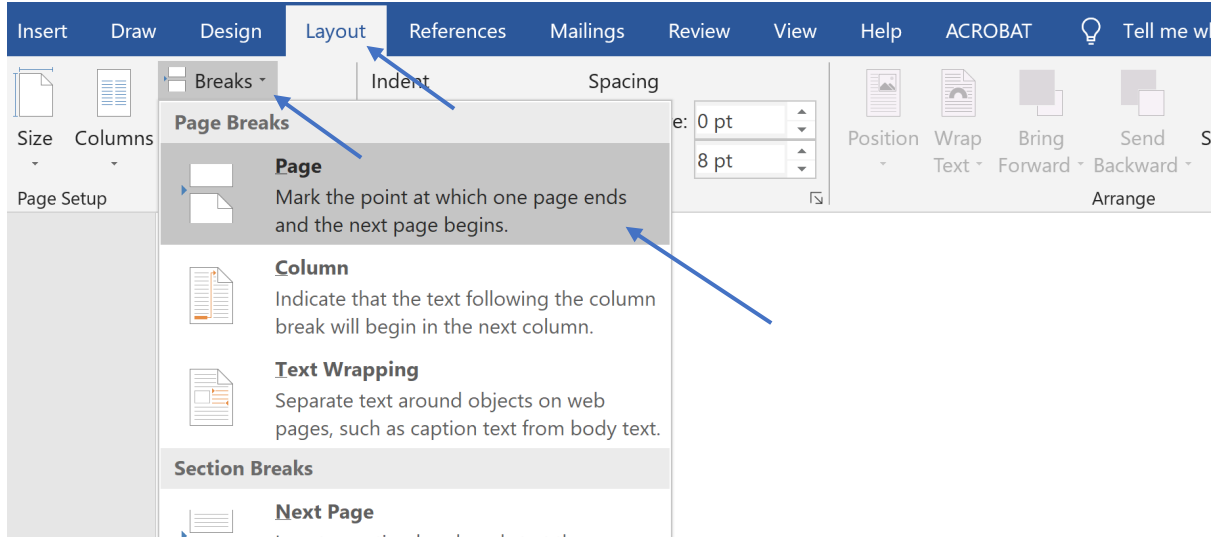 Insert Draw Design Layout References Mailings Review View Help ACROBAT Tell me
Breaks Indent Spacing
Size Columns
Page Setup
Page Breaks
Page
Mark the point at which one page ends
and the next page begins.
Column
Indicate that the text following the column
break will begin in the next column.
Text Wrapping
Separate text around objects on web
pages, such as caption text from body text.
Section Breaks
Next Page
e: 0 pt
8 pt
Position Wrap Text Bring Forward Send Backward S
Arrange